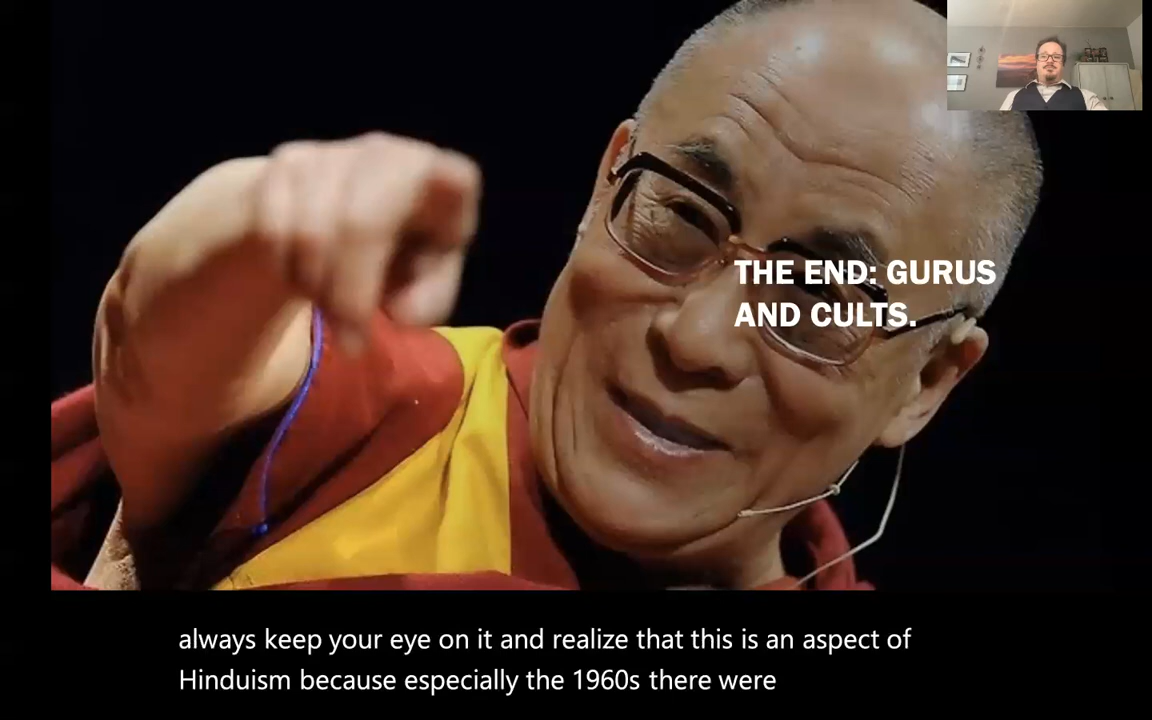 THE END: GURUS
AND CULTS.
always keep your eye on it and realize that this is an aspect of
Hinduism because especially the 1960s there were